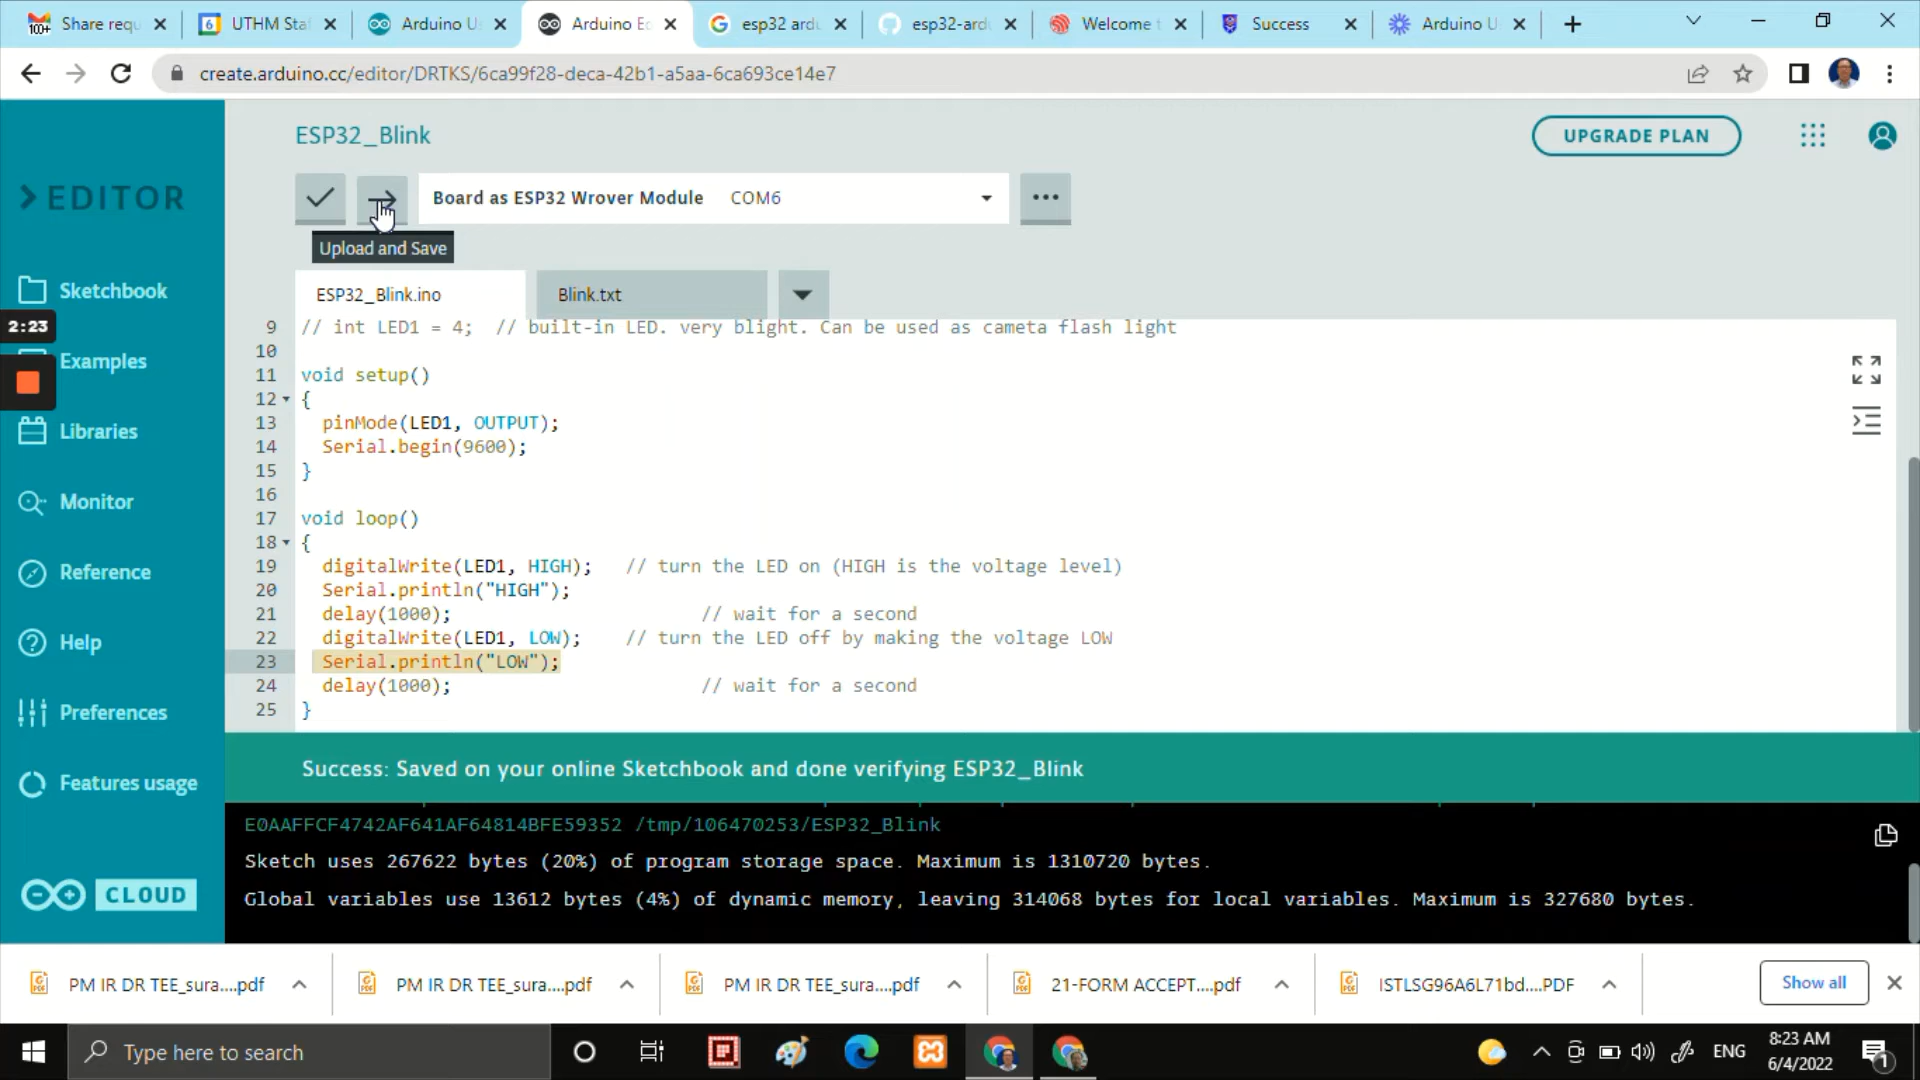 100+ Share requ
6 UTHM Staf
Arduino U
Arduino Ed
esp32 ardu
esp32-ardu
Welcome t
Success
Arduino U
create.arduino.cc/editor/DRTKS/6ca99f28-deca-42b1-a5aa-6ca693ce14e7
ESP32_Blink
UPGRADE PLAN
EDITOR
Board as ESP32 Wrover Module COM6
Upload and Save
Sketchbook
2:23
Examples
Libraries
Monitor
Reference
Help
Preferences
Features usage
CLOUD
ESP32_Blink.ino
Blink.txt
9 // int LED1 = 4; // built-in LED. very blight. Can be used as cameta flash light
10
11 void setup()
12 {
13 pinMode(LED1, OUTPUT);
14 Serial.begin(9600);
15 }
16
17 void loop()
18 {
19 digitalWrite(LED1, HIGH); // turn the LED on (HIGH is the voltage level)
20 Serial.println("HIGH");
21 delay(1000); // wait for a second
22 digitalWrite(LED1, LOW); // turn the LED off by making the voltage LOW
23 Serial.println("LOW");
24 delay(1000); // wait for a second
25 }
Success: Saved on your online Sketchbook and done verifying ESP32_Blink
E0AAFFCF4742AF641AF64814BFE59352 /tmp/106470253/ESP32_Blink
Sketch uses 267622 bytes (20%) of program storage space. Maximum is 1310720 bytes.
Global variables use 13612 bytes (4%) of dynamic memory, leaving 314068 bytes for local variables. Maximum is 327680 bytes.
PM IR DR TEE_sura....pdf
PM IR DR TEE_sura....pdf
PM IR DR TEE_sura....pdf
21-FORM ACCEPT....pdf
ISTLSG96A6L71bd....PDF
Show all
Type here to search
ENG
8:23 AM
6/4/2022
1